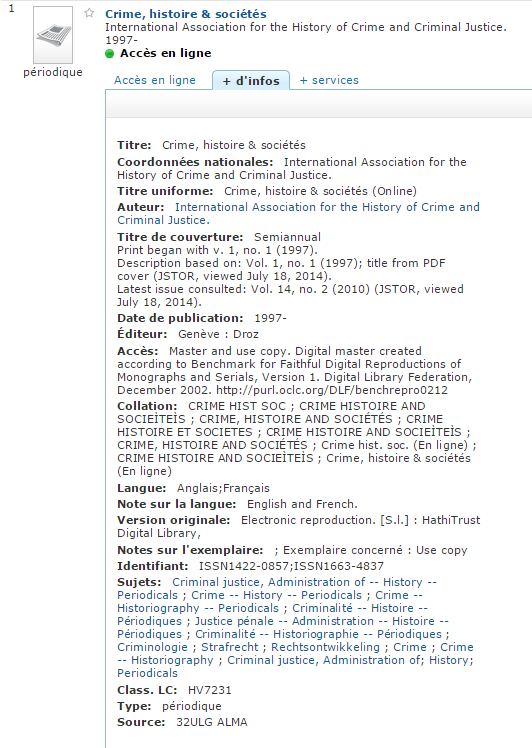 1
Crime, histoire & sociétés
International Association for the History of Crime and Criminal Justice.
1997-
Accès en ligne
périodique
Accès en ligne + d'infos + services
Titre: Crime, histoire & sociétés
Coordonnées nationales: International Association for the
History of Crime and Criminal Justice.
Titre uniforme: Crime, histoire & sociétés (Online)
Auteur: International Association for the History of Crime and
Criminal Justice.
Titre de couverture: Semiannual
Print began with v. 1, no. 1 (1997).
Description based on: Vol. 1, no. 1 (1997); title from PDF
cover (JSTOR, viewed July 18, 2014).
Latest issue consulted: Vol. 14, no. 2 (2010) (JSTOR, viewed
July 18, 2014).
Date de publication: 1997-
Éditeur: Genève : Droz
Accès: Master and use copy. Digital master created
according to Benchmark for Faithful Digital Reproductions of
Monographs and Serials, Version 1. Digital Library Federation,
December 2002. http://purl.oclc.org/DLF/benchrepro0212
Collation: CRIME HIST SOC ; CRIME HISTOIRE AND
SOCIEÌTEÌS ; CRIME, HISTOIRE AND SOCIÉTÉS ; CRIME
HISTOIRE ET SOCIETES ; CRIME HISTOIRE AND SOCIEÌTEÌS ;
CRIME, HISTOIRE AND SOCIÉTÉS ; Crime hist. soc. (En ligne) ;
CRIME HISTOIRE AND SOCIEÌTEÌS ; Crime, histoire & sociétés
(En ligne)
Langue: Anglais;Français
Note sur la langue: English and French.
Version originale: Electronic reproduction. [S.l.] : HathiTrust
Digital Library,
Notes sur l'exemplaire: ; Exemplaire concerné : Use copy
Identifiant: ISSN1422-0857;ISSN1663-4837
Sujets: Criminal justice, Administration of -- History --
Periodicals ; Crime -- History -- Periodicals ; Crime --
Historiography -- Periodicals ; Criminalité -- Histoire --
Périodiques ; Justice pénale -- Administration -- Histoire --
Périodiques ; Criminalité -- Historiographie -- Périodiques ;
Criminologie ; Strafrecht ; Rechtsontwikkeling ; Crime ; Crime
-- Historiography ; Criminal justice, Administration of; History;
Periodicals
Class. LC: HV7231
Type: périodique
Source: 32ULG ALMA